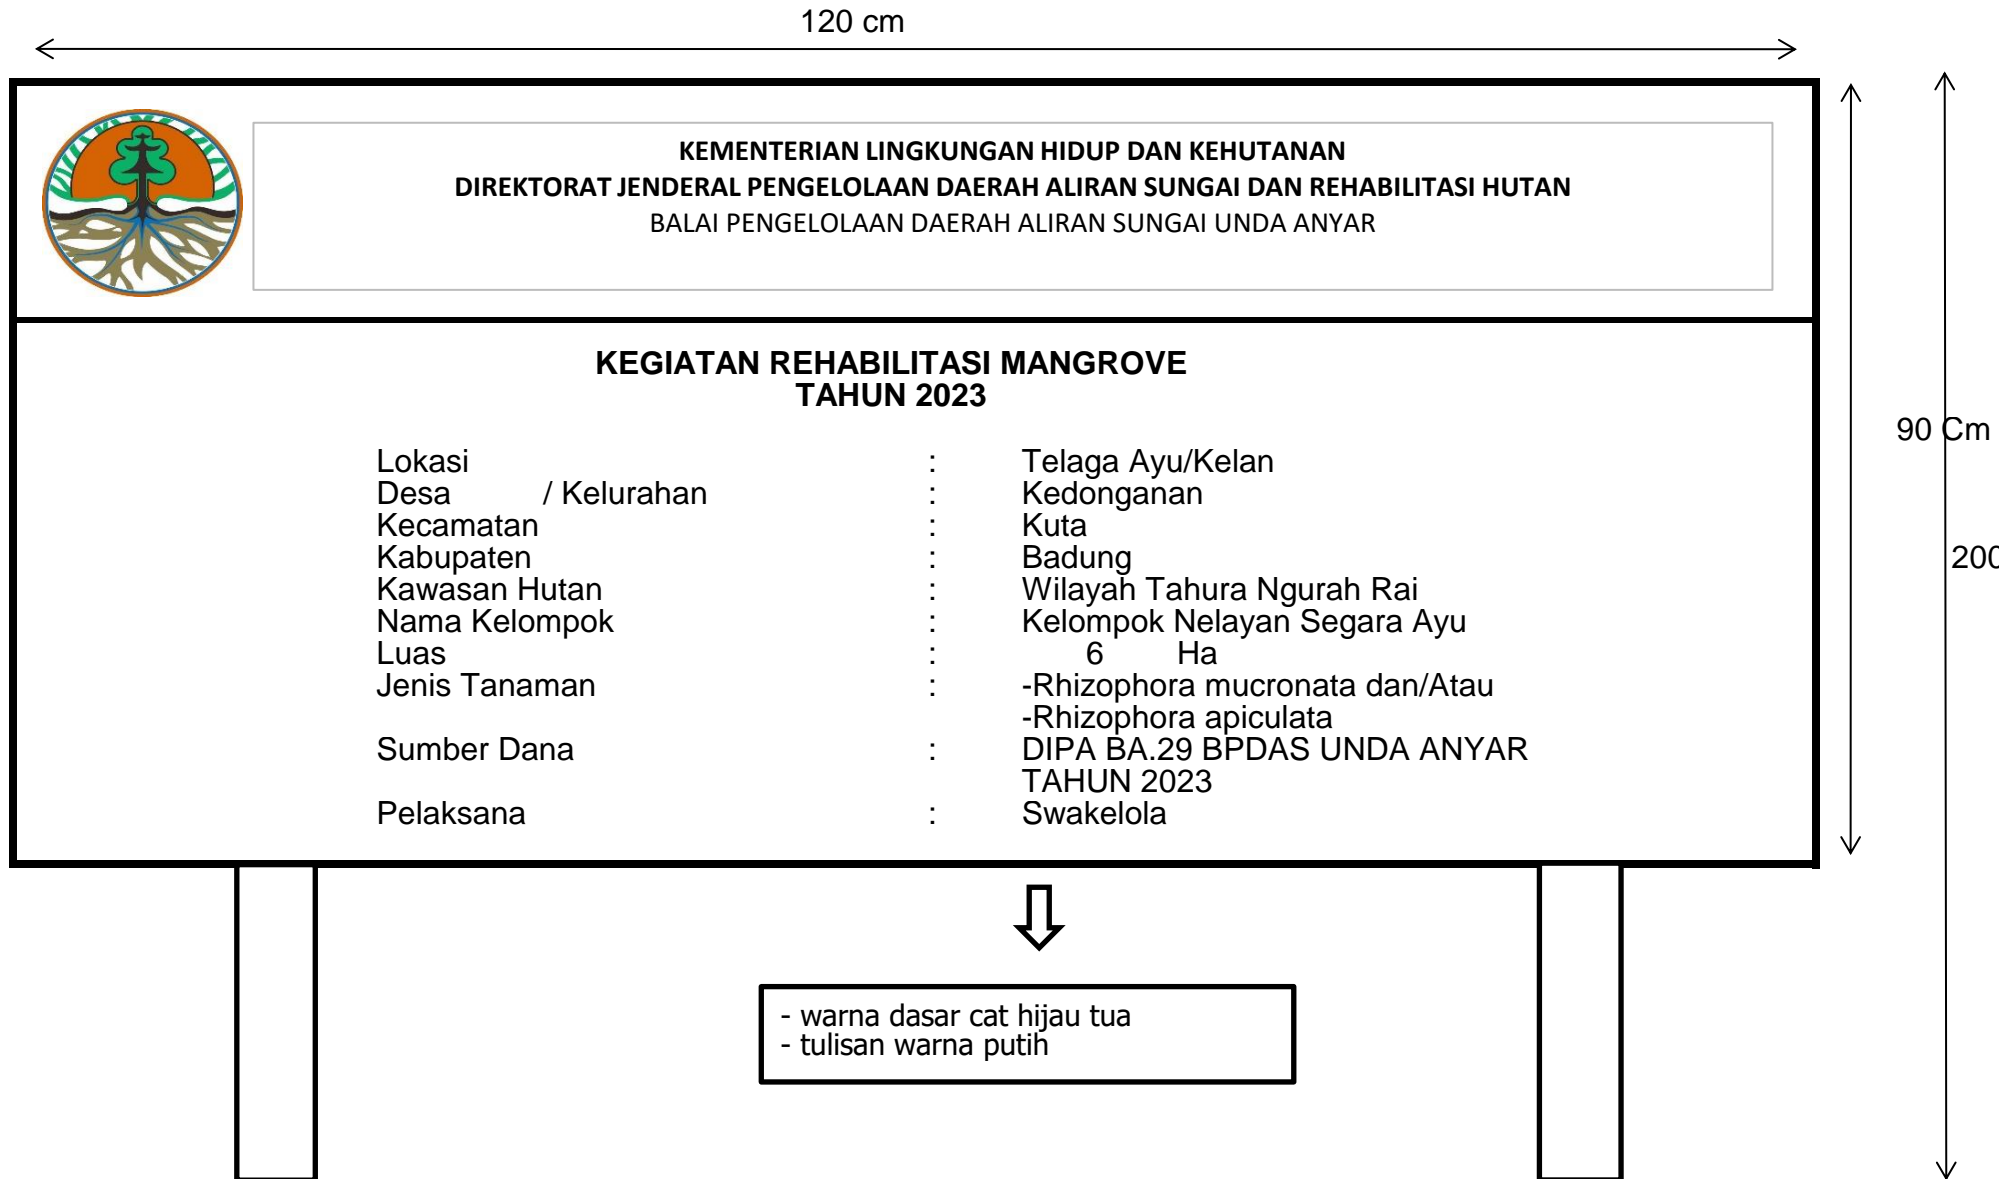 120 cm
KEMENTERIAN LINGKUNGAN HIDUP DAN KEHUTANAN
DIREKTORAT JENDERAL PENGELOLAAN DAERAH ALIRAN SUNGAI DAN REHABILITASI HUTAN
BALAI PENGELOLAAN DAERAH ALIRAN SUNGAI UNDA ANYAR
KEGIATAN REHABILITASI MANGROVE
TAHUN 2023
90 Cm
Lokasi : Telaga Ayu/Kelan
Desa / Kelurahan : Kedonganan
Kecamatan : Kuta
Kabupaten : Badung
200
Kawasan Hutan : Wilayah Tahura Ngurah Rai
Nama Kelompok : Kelompok Nelayan Segara Ayu
Luas : 6 Ha
Jenis Tanaman : -Rhizophora mucronata dan/Atau
-Rhizophora apiculata
Sumber Dana : DIPA BA.29 BPDAS UNDA ANYAR
TAHUN 2023
Pelaksana : Swakelola
- warna dasar cat hijau tua
- tulisan warna putih